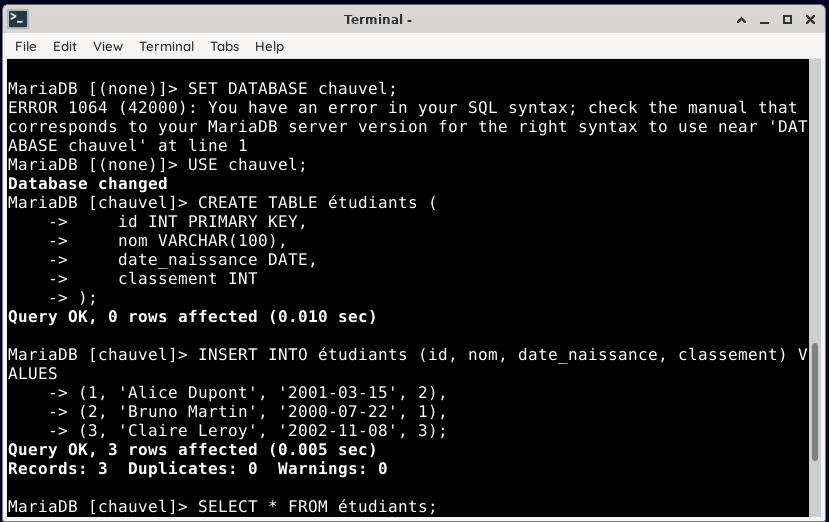 Terminal -
File Edit View Terminal Tabs Help
MariaDB [(none)]> SET DATABASE chauvel;
ERROR 1064 (42000): You have an error in your SQL syntax; check the manual that
corresponds to your MariaDB server version for the right syntax to use near 'DAT
ABASE chauvel' at line 1
MariaDB [(none)]> USE chauvel;
Database changed
MariaDB [chauvel]> CREATE TABLE étudiants (
    ->     id INT PRIMARY KEY,
    ->     nom VARCHAR(100),
    ->     date_naissance DATE,
    ->     classement INT
    -> );
Query OK, 0 rows affected (0.010 sec)
MariaDB [chauvel]> INSERT INTO étudiants (id, nom, date_naissance, classement) V
ALUES
    -> (1, 'Alice Dupont', '2001-03-15', 2),
    -> (2, 'Bruno Martin', '2000-07-22', 1),
    -> (3, 'Claire Leroy', '2002-11-08', 3);
Query OK, 3 rows affected (0.005 sec)
Records: 3  Duplicates: 0  Warnings: 0
MariaDB [chauvel]> SELECT * FROM étudiants;